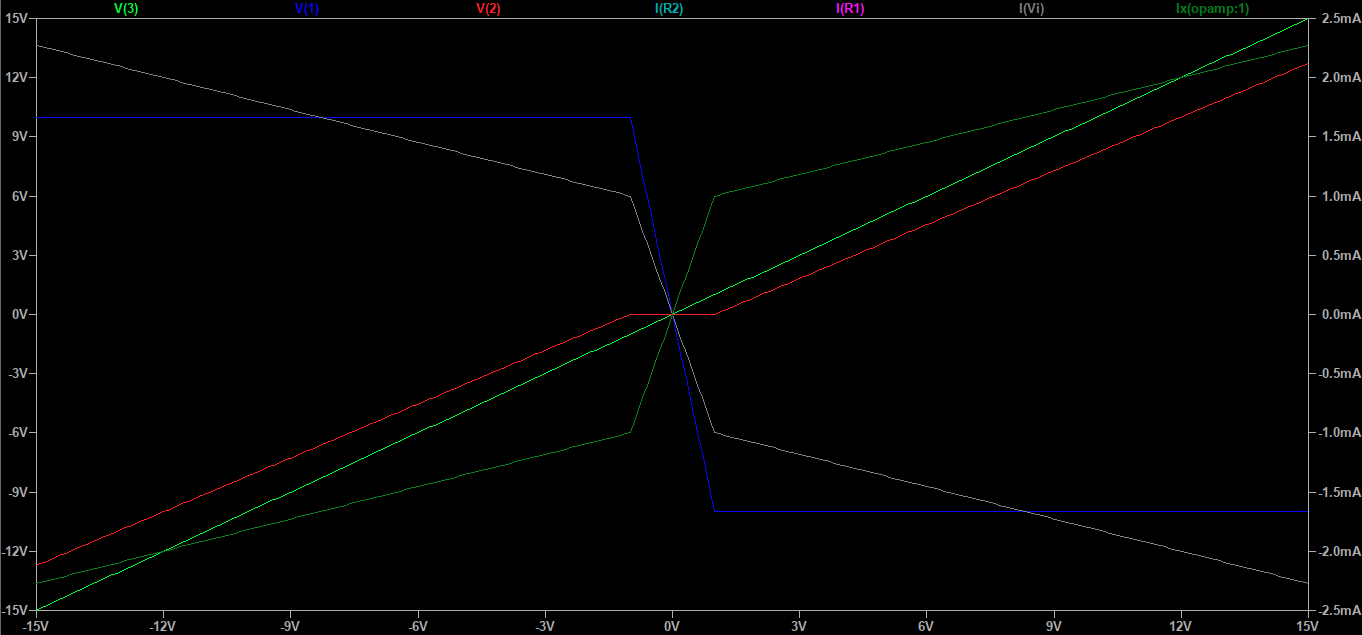 V(3) V(1) V(2) I(R2) I(R1) I(Vi) Ix(opamp:1)
15V 2.5mA
12V 2.0mA
9V 1.5mA
6V 1.0mA
3V 0.5mA
0V 0.0mA
-3V -0.5mA
-6V -1.0mA
-9V -1.5mA
-12V -2.0mA
-15V -2.5mA
-15V -12V -9V -6V -3V 0V 3V 6V 9V 12V 15V